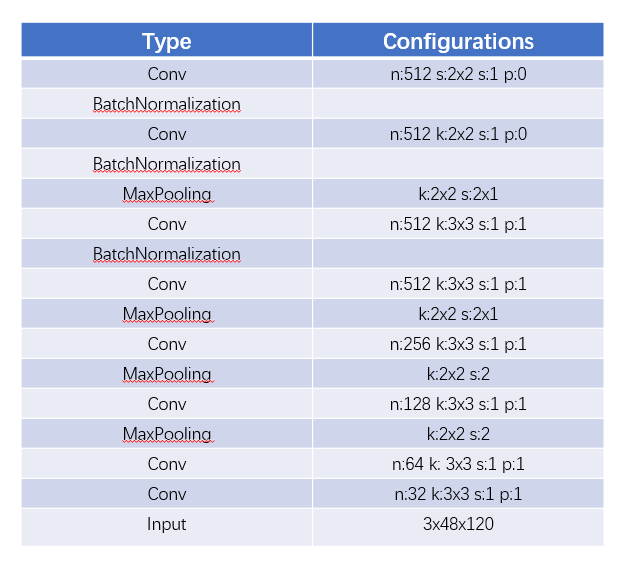 Type Configurations
Conv n:512 s:2x2 s:1 p:0
BatchNormalization
Conv n:512 k:2x2 s:1 p:0
BatchNormalization
MaxPooling k:2x2 s:2x1
Conv n:512 k:3x3 s:1 p:1
BatchNormalization
Conv n:512 k:3x3 s:1 p:1
MaxPooling k:2x2 s:2x1
Conv n:256 k:3x3 s:1 p:1
MaxPooling k:2x2 s:2
Conv n:128 k:3x3 s:1 p:1
MaxPooling k:2x2 s:2
Conv n:64 k: 3x3 s:1 p:1
Conv n:32 k:3x3 s:1 p:1
Input 3x48x120